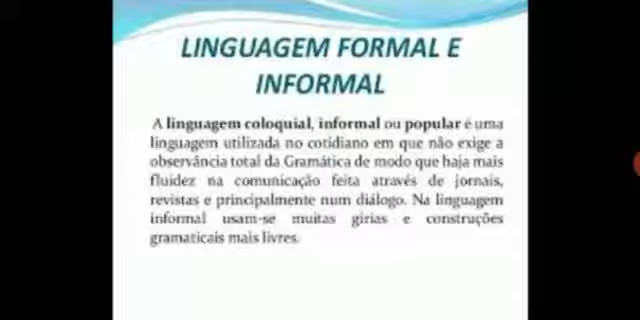 LINGUAGEM FORMAL E
INFORMAL
A linguagem coloquial, informal ou popular é uma
linguagem utilizada no cotidiano em que não exige a
observância total da Gramática de modo que haja mais
fluidez na comunicação feita através de jornais,
revistas e principalmente num diálogo. Na linguagem
informal usam-se muitas gírias e construções
gramaticais mais livres.